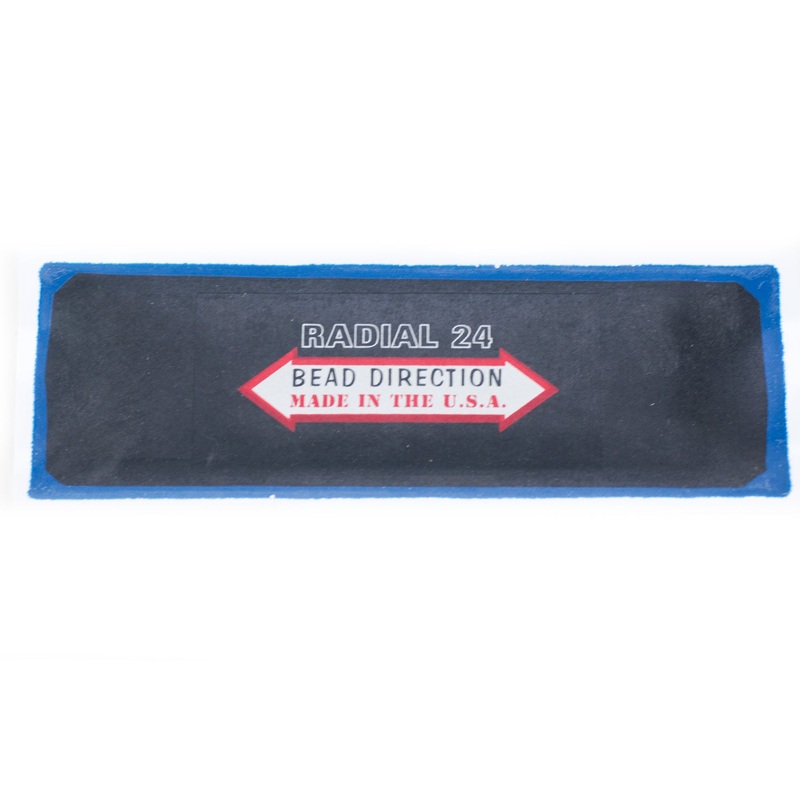 RADIAL 24
BEAD DIRECTION
MADE IN THE U.S.A.